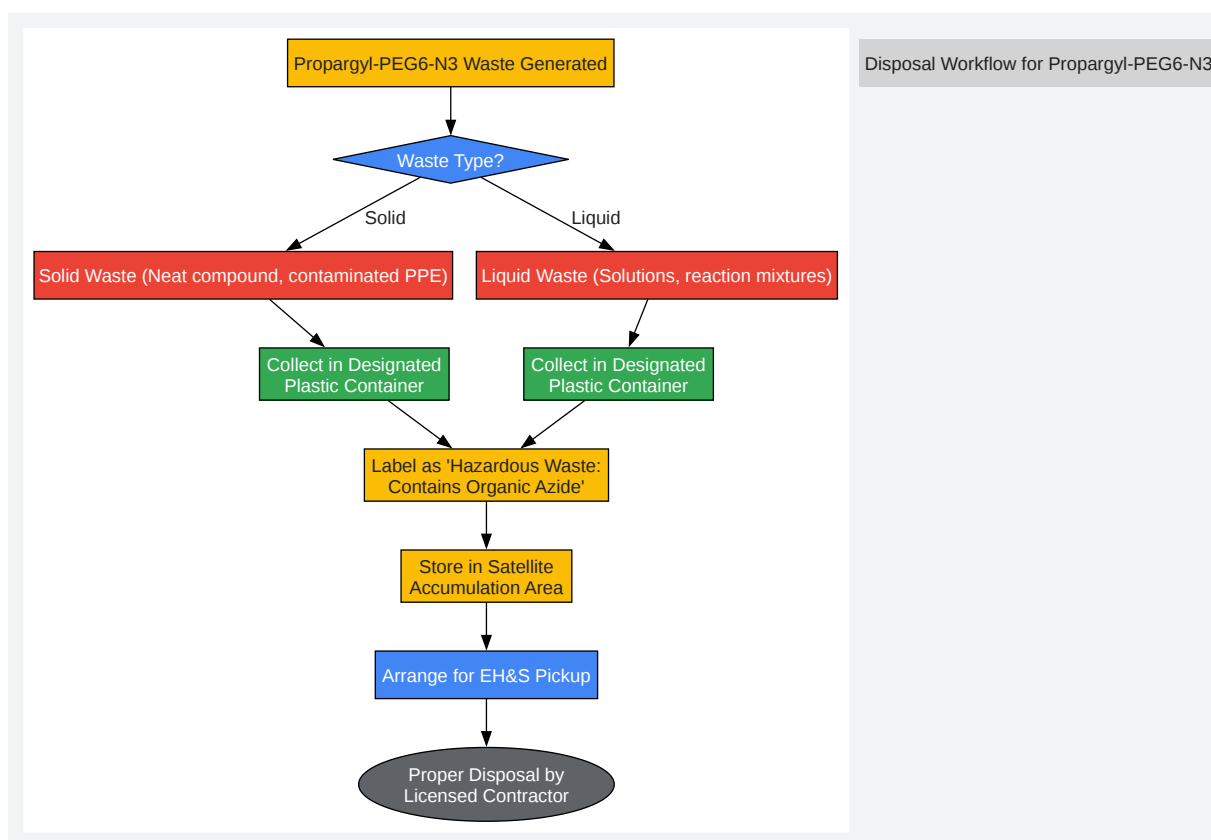 Propargyl-PEG6-N3 Waste Generated
Disposal Workflow for Propargyl-PEG6-N3
Waste Type?
Solid
Liquid
Solid Waste (Neat compound, contaminated PPE)
Liquid Waste (Solutions, reaction mixtures)
Collect in Designated
Plastic Container
Collect in Designated
Plastic Container
Label as 'Hazardous Waste:
Contains Organic Azide'
Store in Satellite
Accumulation Area
Arrange for EH&S Pickup
Proper Disposal by
Licensed Contractor